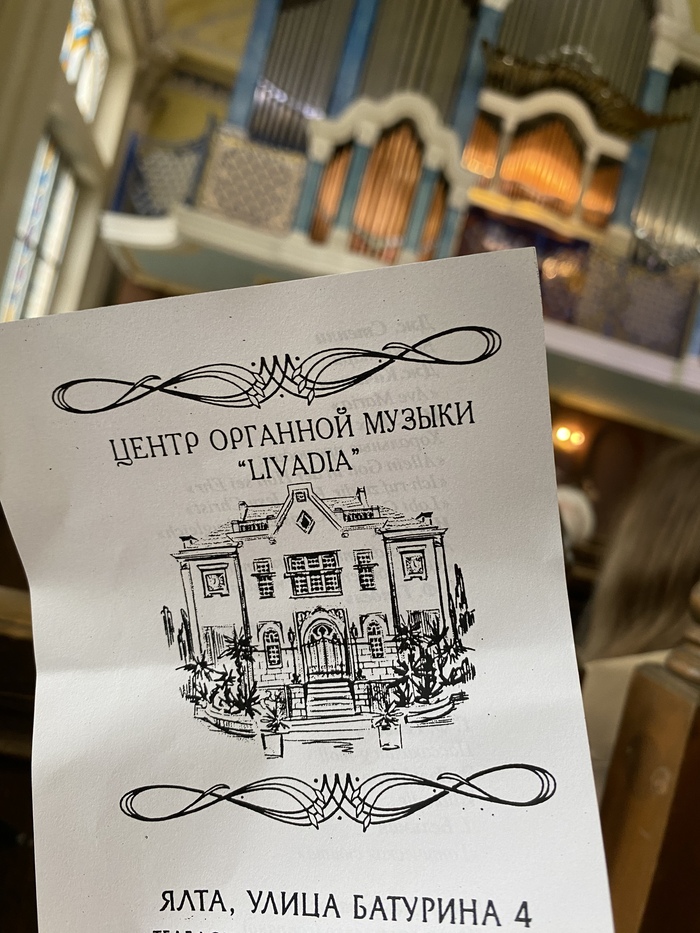 ЦЕНТР ОРГАННОЙ МУЗЫКИ
“LIVADIA”
ЯЛТА, УЛИЦА БАТУРИНА 4